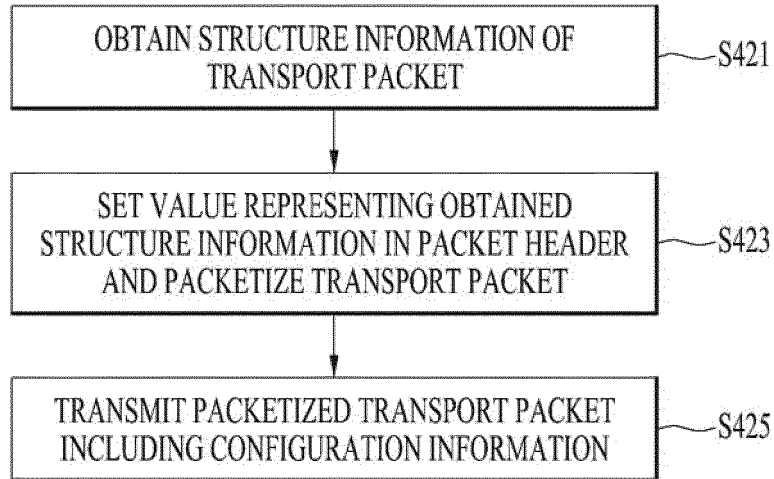 OBTAIN STRUCTURE INFORMATION OF
TRANSPORT PACKET
S421
SET VALUE REPRESENTING OBTAINED
STRUCTURE INFORMATION IN PACKET HEADER
AND PACKETIZE TRANSPORT PACKET
S423
TRANSMIT PACKETIZED TRANSPORT PACKET
INCLUDING CONFIGURATION INFORMATION
S425